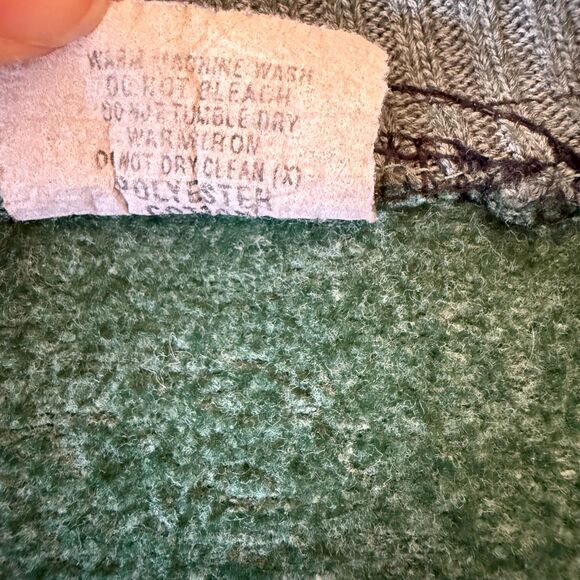 WARM MACHINE WASH
DO NOT BLEACH
DO NOT TUMBLE DRY
WARM IRON
DO NOT DRY CLEAN (X)
POLYESTER